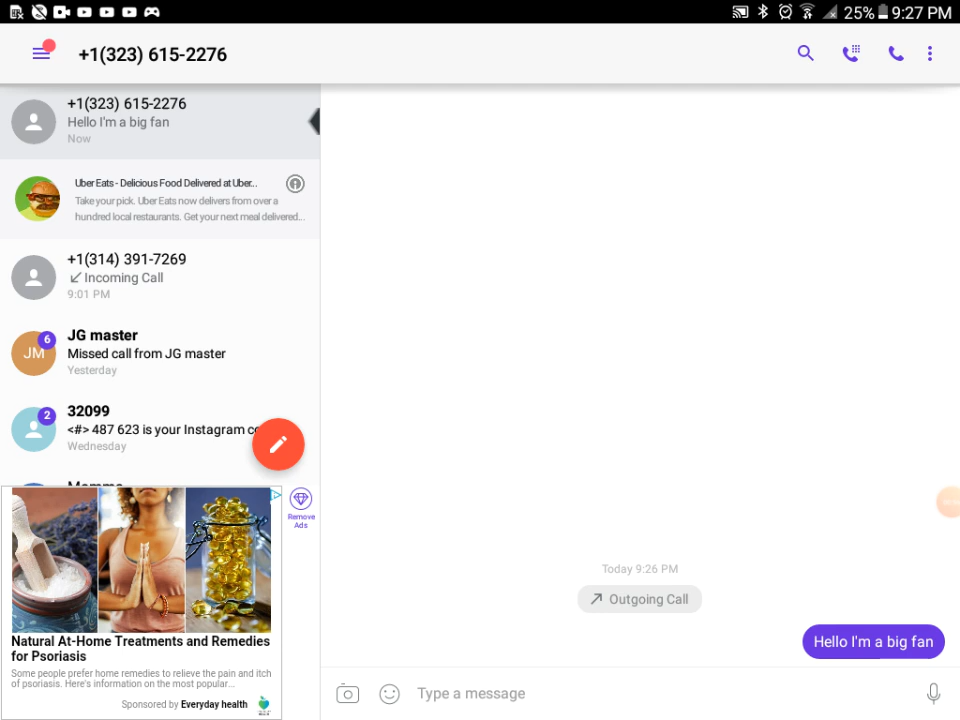 25% 9:27 PM
+1(323) 615-2276
+1(323) 615-2276
Hello I'm a big fan
Now
Uber Eats - Delicious Food Delivered at Uber...
Take your pick. Uber Eats now delivers from over a
hundred local restaurants. Get your next meal delivered...
+1(314) 391-7269
Incoming Call
9:01 PM
6
JM
JG master
Missed call from JG master
Yesterday
2
32099
<#> 487 623 is your Instagram co
Wednesday
Momma
Remove
Ads
Natural At-Home Treatments and Remedies
for Psoriasis
Some people prefer home remedies to relieve the pain and itch
of psoriasis. Here's information on the most popular...
Sponsored by Everyday health
Today 9:26 PM
Outgoing Call
Hello I'm a big fan
Type a message